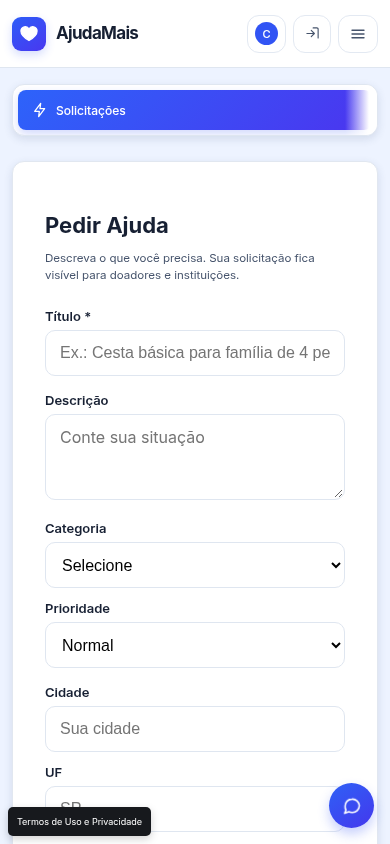 AjudaMais
C
Solicitações
Pedir Ajuda
Descreva o que você precisa. Sua solicitação fica
visível para doadores e instituições.
Título *
Ex.: Cesta básica para família de 4 pe
Descrição
Conte sua situação
Categoria
Selecione
Prioridade
Normal
Cidade
Sua cidade
UF
SP
Termos de Uso e Privacidade